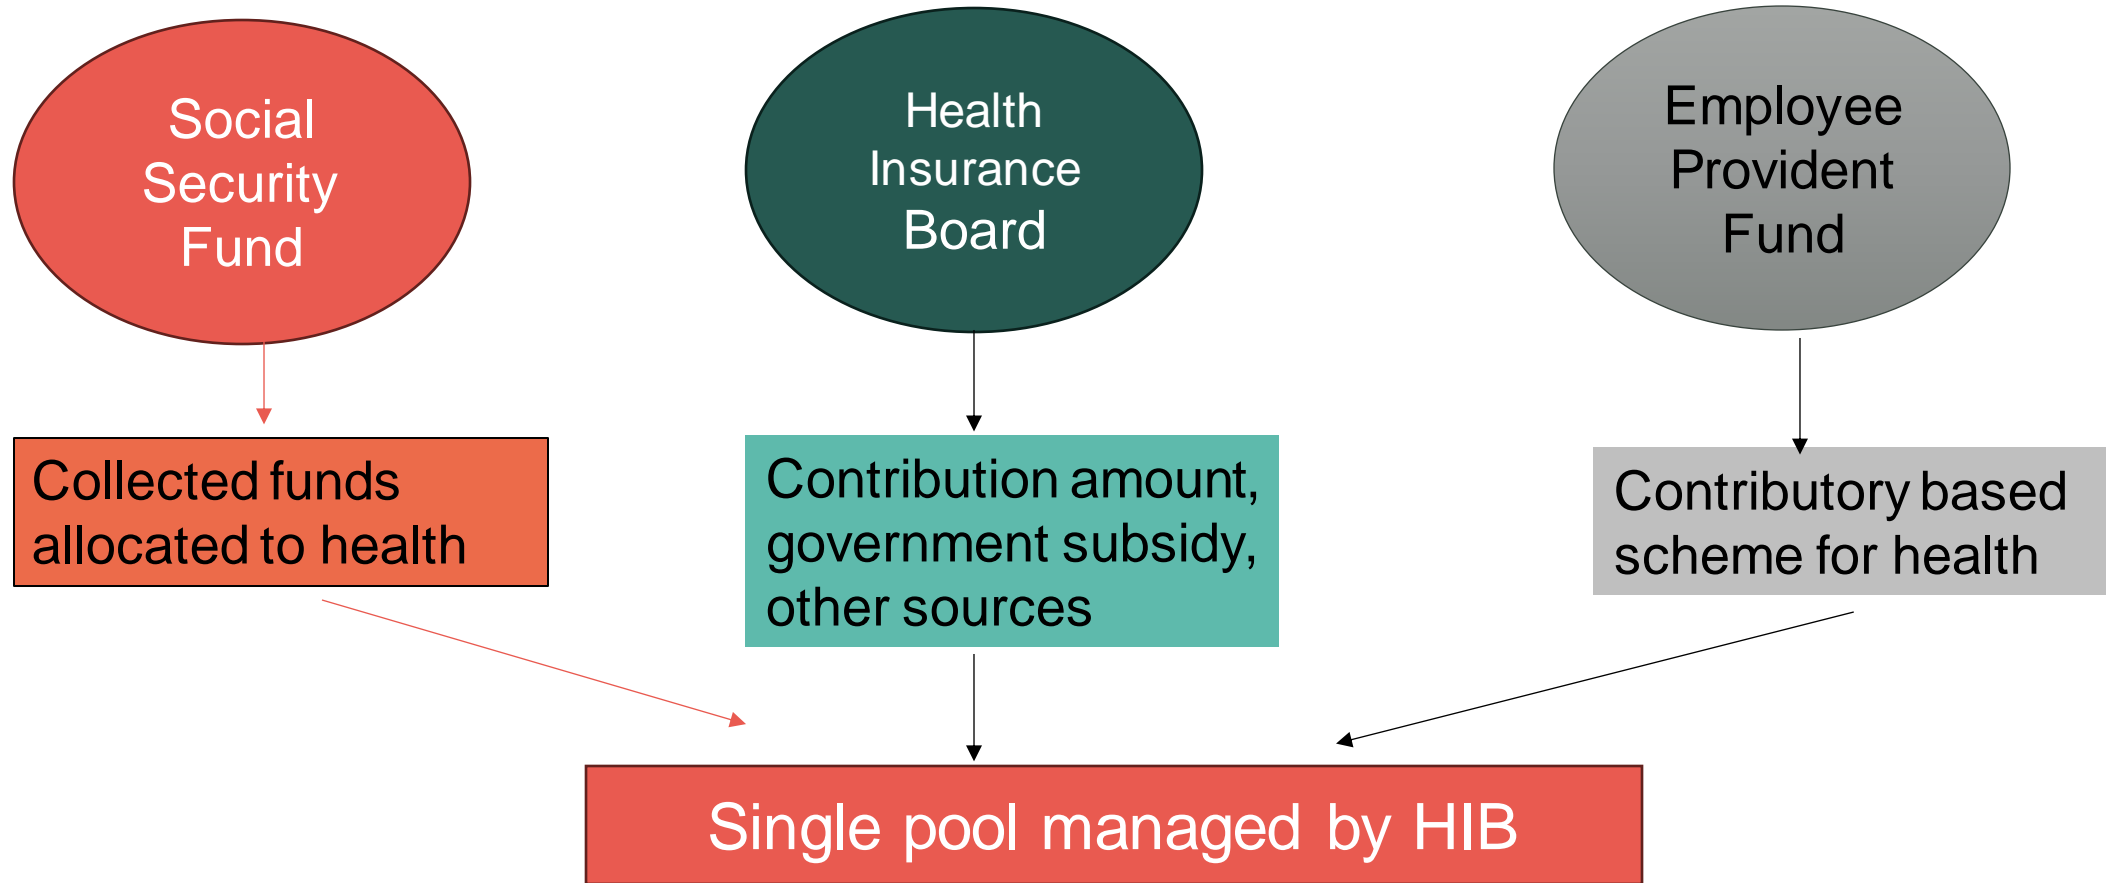 Social
Security
Fund
Health
Insurance
Board
Employee
Provident
Fund
Collected funds
allocated to health
Contribution amount,
government subsidy,
other sources
Contributory based
scheme for health
Single pool managed by HIB